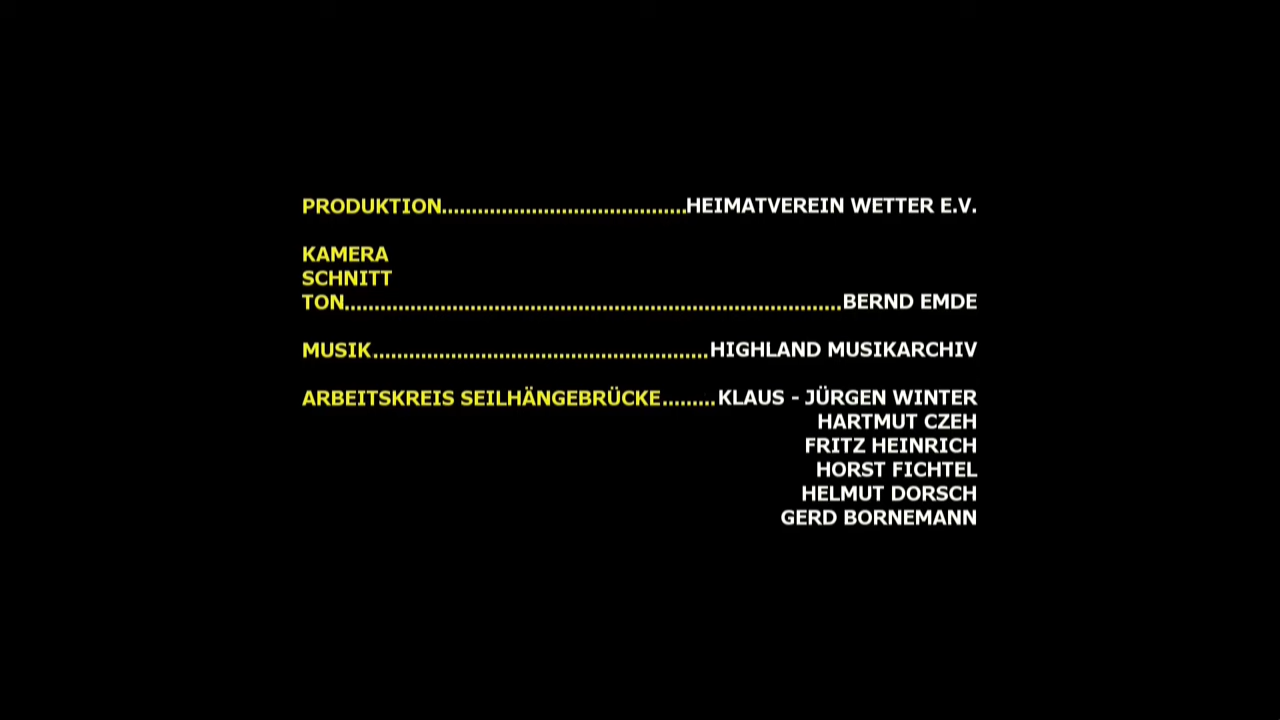 PRODUKTION.........................................HEIMATVEREIN WETTER E.V.
KAMERA
SCHNITT
TON...................................................................................BERND EMDE
MUSIK........................................................HIGHLAND MUSIKARCHIV
ARBEITSKREIS SEILHÄNGEBRÜCKE.........KLAUS - JÜRGEN WINTER
HARTMUT CZEH
FRITZ HEINRICH
HORST FICHTEL
HELMUT DORSCH
GERD BORNEMANN